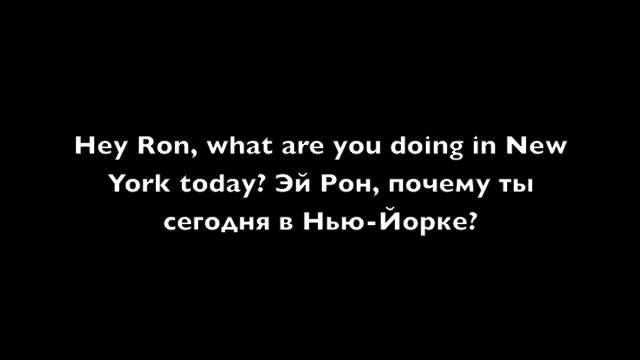 Hey Ron, what are you doing in New
York today? Эй Рон, почему ты
сегодня в Нью-Йорке?